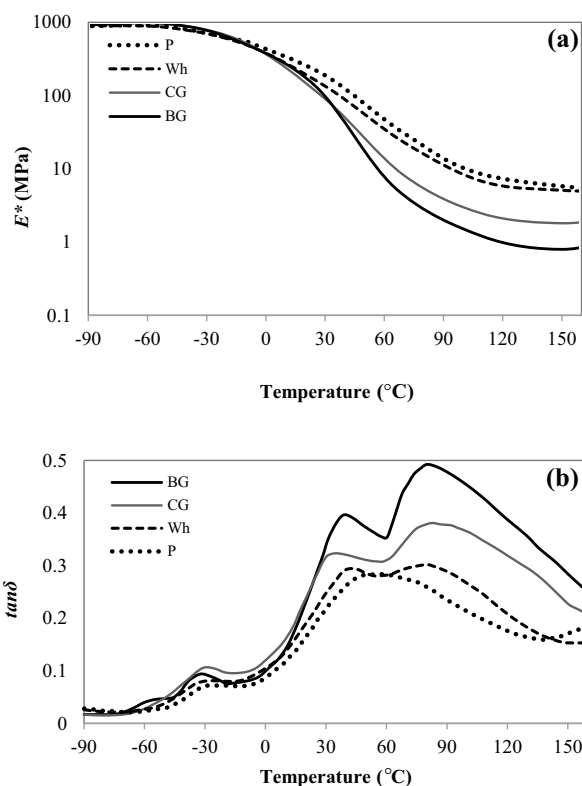 (a)
1000
100
10
1
0.1
E* (MPa)
P
Wh
CG
BG
-90 -60 -30 0 30 60 90 120 150
Temperature (°C)
(b)
0.5
0.4
0.3
0.2
0.1
0
tanδ
BG
CG
Wh
P
-90 -60 -30 0 30 60 90 120 150
Temperature (°C)